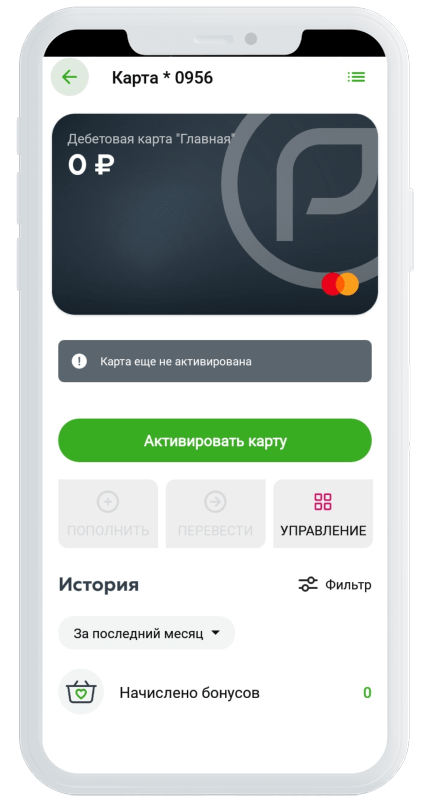 Карта * 0956
Дебетовая карта "Главная"
0 ₽
Карта еще не активирована
Активировать карту
ПОПОЛНИТЬ
ПЕРЕВЕСТИ
УПРАВЛЕНИЕ
История
Фильтр
За последний месяц
Начислено бонусов
0